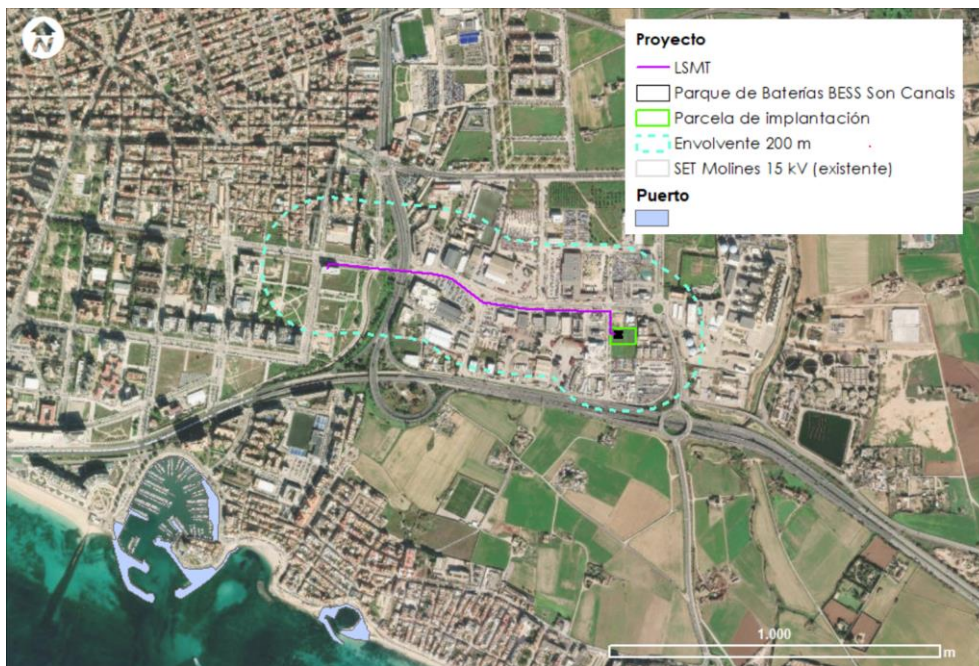 N
Proyecto
LSMT
Parque de Baterías BESS Son Canals
Parcela de implantación
Envolvente 200 m
SET Molines 15 kV (existente)
Puerto
1.000
m